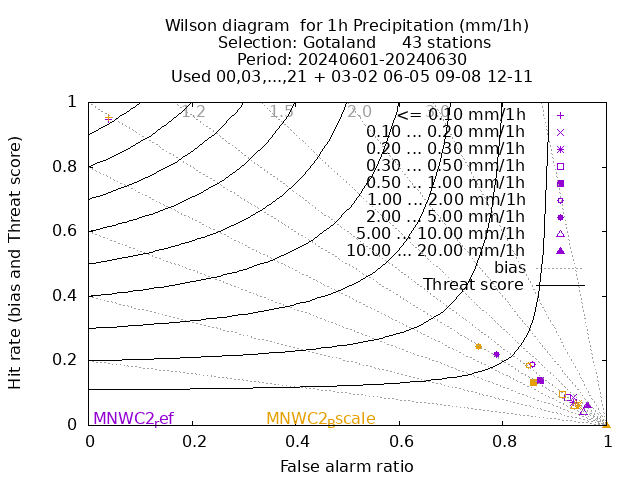 Wilson diagram  for 1h Precipitation (mm/1h)
Selection: Gotaland     43 stations
Period: 20240601-20240630
Used 00,03,...,21 + 03-02 06-05 09-08 12-11
Hit rate (bias and Threat score)
1
0.8
0.6
0.4
0.2
0
1.2
1.5
2.0
3.0
<= 0.10 mm/1h
0.10 ... 0.20 mm/1h
0.20 ... 0.30 mm/1h
0.30 ... 0.50 mm/1h
0.50 ... 1.00 mm/1h
1.00 ... 2.00 mm/1h
2.00 ... 5.00 mm/1h
5.00 ... 10.00 mm/1h
10.00 ... 20.00 mm/1h
bias
Threat score
MNWC2ref
MNWC2Bscale
0 0.2 0.4 0.6 0.8 1
False alarm ratio